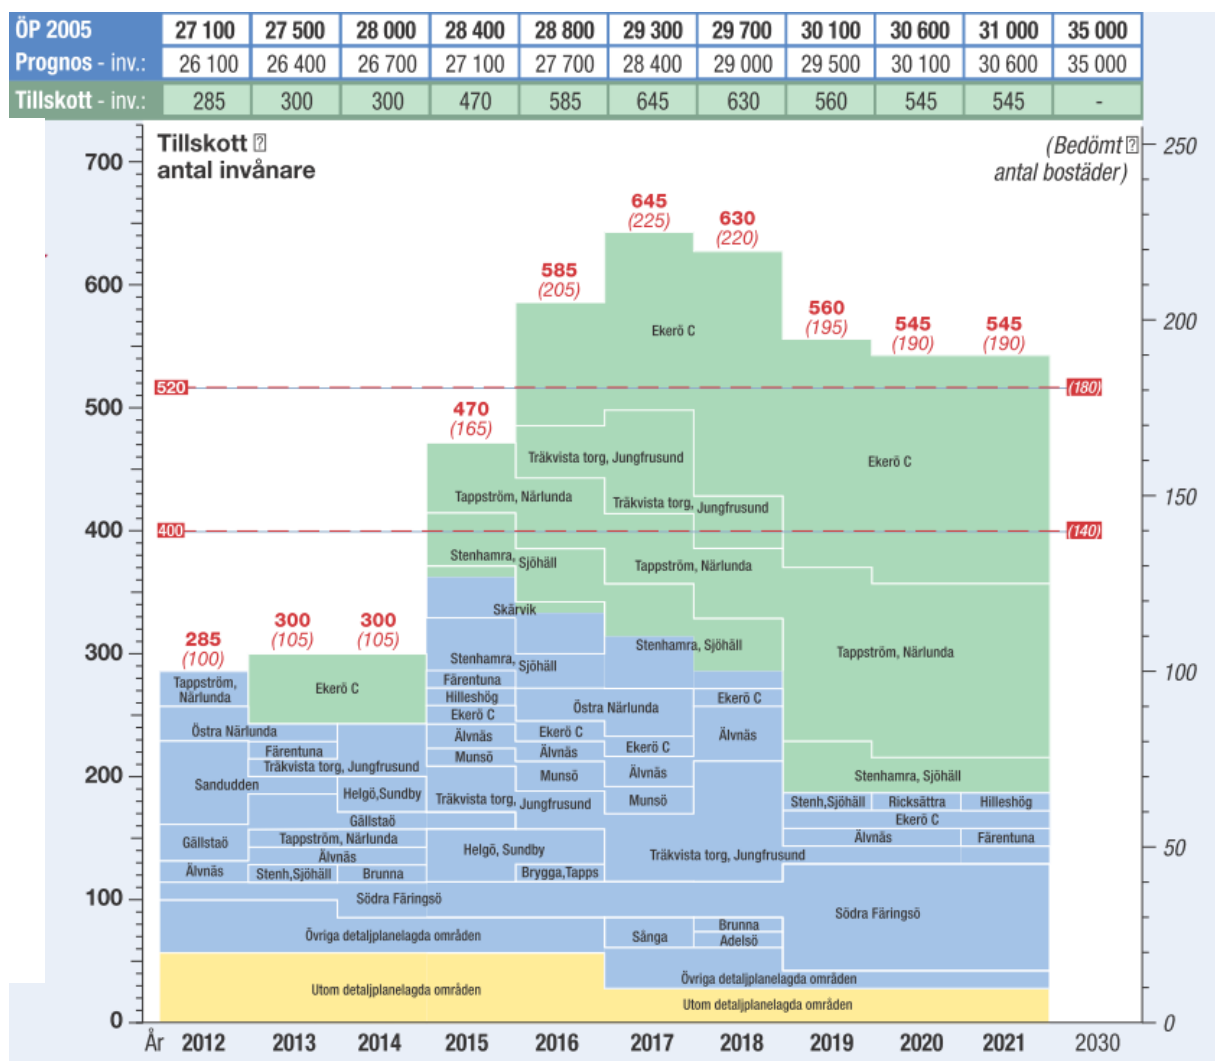 ÖP 2005 27 100 27 500 28 000 28 400 28 800 29 300 29 700 30 100 30 600 31 000 35 000
Prognos - inv.: 26 100 26 400 26 700 27 100 27 700 28 400 29 000 29 500 30 100 30 600 35 000
Tillskott - inv.: 285 300 300 470 585 645 630 560 545 545 -
Tillskott
antal invånare
(Bedömt
antal bostäder)
700
600
500
400
300
200
100
0
250
200
150
100
50
0
520
(180)
400
(140)
285
(100)
300
(105)
300
(105)
470
(165)
585
(205)
645
(225)
630
(220)
560
(195)
545
(190)
545
(190)
Ekerö C
Träkvista torg, Jungfrusund
Ekerö C
Tappström, Närlunda
Träkvista torg, Jungfrusund
Stenhamra, Sjöhäll
Tappström, Närlunda
Skärvik
Stenhamra, Sjöhäll
Tappström, Närlunda
Stenhamra, Sjöhäll
Tappström,
Närlunda
Ekerö C
Färentuna
Hilleshög
Ekerö C
Östra Närlunda
Ekerö C
Östra Närlunda
Älvnäs
Ekerö C
Ekerö C
Älvnäs
Färentuna
Munsö
Älvnäs
Träkvista torg, Jungfrusund
Munsö
Älvnäs
Stenhamra, Sjöhäll
Sandudden
Helgö,Sundby
Träkvista torg, Jungfrusund
Munsö
Stenh,Sjöhäll
Ricksättra
Hilleshög
Gällstaö
Ekerö C
Gällstaö
Tappström, Närlunda
Helgö, Sundby
Älvnäs
Färentuna
Älvnäs
Träkvista torg, Jungfrusund
Älvnäs
Stenh,Sjöhäll
Brunna
Brygga,Tapps
Södra Färingsö
Södra Färingsö
Brunna
Övriga detaljplanelagda områden
Sånga
Adelsö
Övriga detaljplanelagda områden
Utom detaljplanelagda områden
Utom detaljplanelagda områden
År 2012 2013 2014 2015 2016 2017 2018 2019 2020 2021 2030